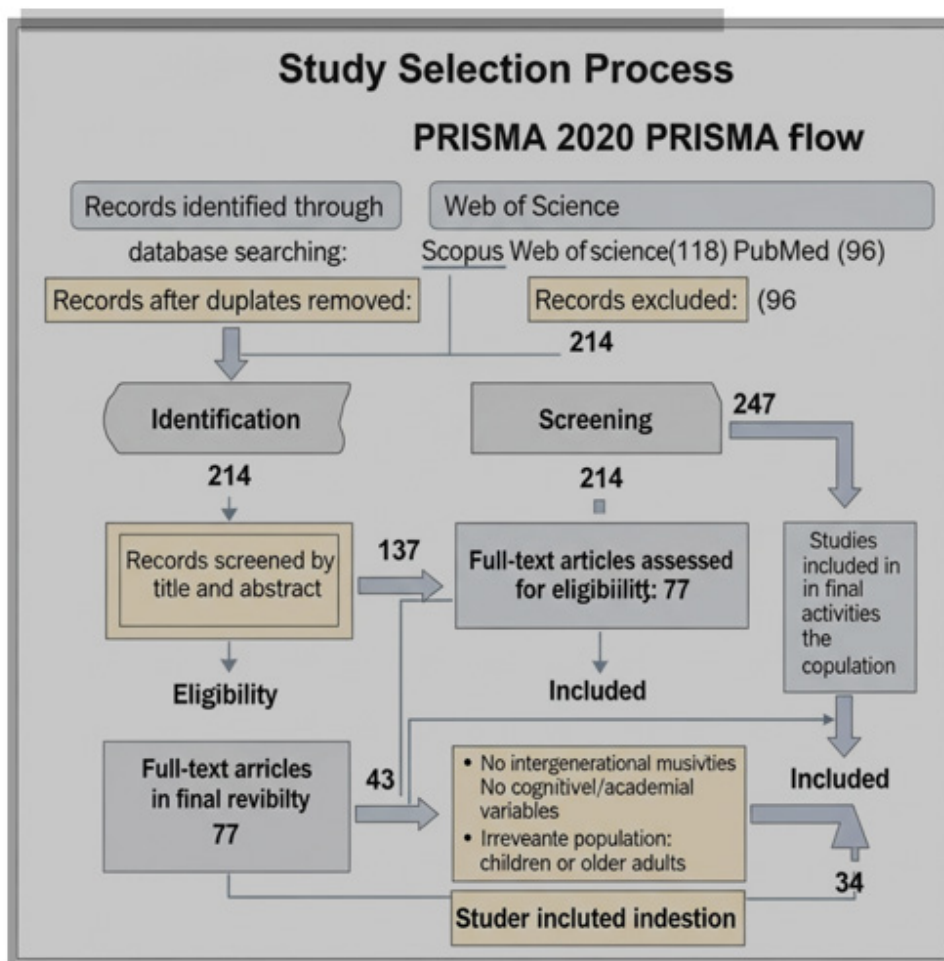 Study Selection Process
PRISMA 2020 PRISMA flow
Records identified through
database searching:
Web of Science
Scopus Web of science(118) PubMed (96)
Records after duplates removed:
Records excluded: (96
214
Identification
214
Screening
214
247
Records screened by
title and abstract
137
Full-text articles assessed
for eligibiility: 77
Studies
included in
in final
activities
the
copulation
Eligibility
Included
Full-text arricles
in final revibilty
77
43
• No intergenerational musivties
No cognitivel/academial
variables
• Irreveante population:
children or older adults
Included
34
Studer incluted indestion